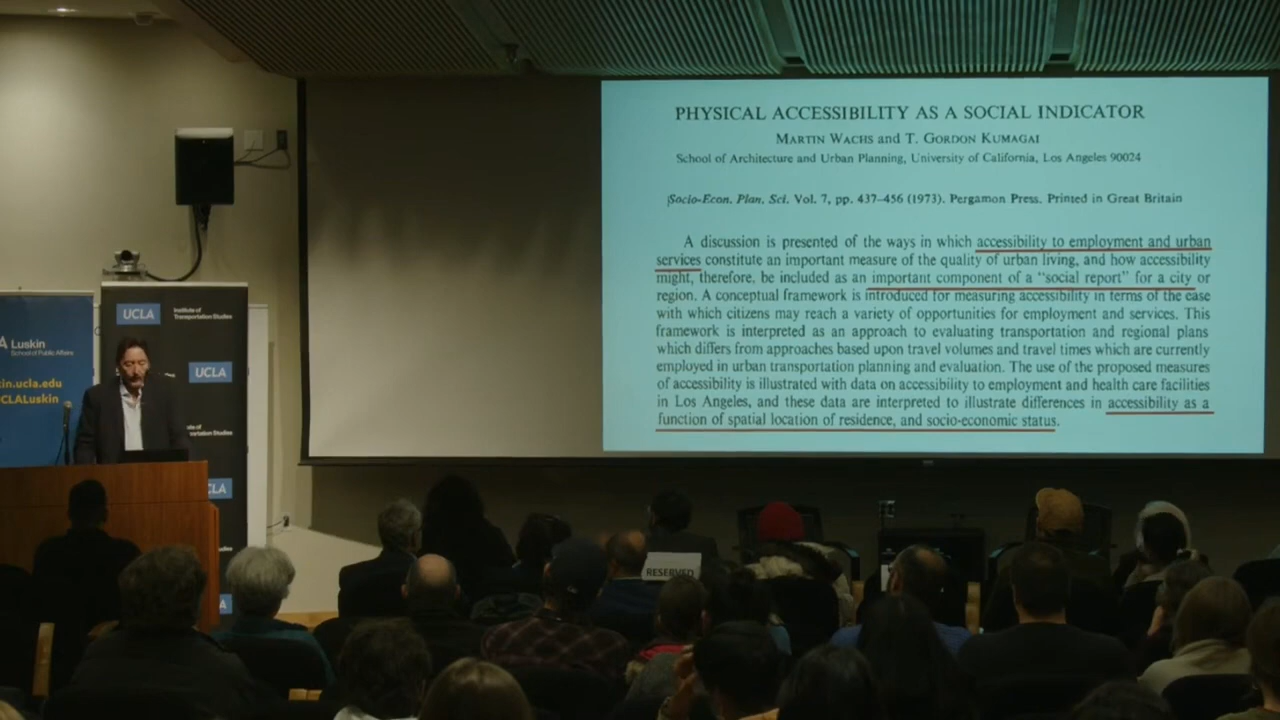 PHYSICAL ACCESSIBILITY AS A SOCIAL INDICATOR
MARTIN WACHS and T. GORDON KUMAGAI
School of Architecture and Urban Planning, University of California, Los Angeles 90024
Socio-Econ. Plan. Sci. Vol. 7, pp. 437–456 (1973). Pergamon Press. Printed in Great Britain
A discussion is presented of the ways in which accessibility to employment and urban
services constitute an important measure of the quality of urban living, and how accessibility
might, therefore, be included as an important component of a “social report” for a city or
region. A conceptual framework is introduced for measuring accessibility in terms of the ease
with which citizens may reach a variety of opportunities for employment and services. This
framework is interpreted as an approach to evaluating transportation and regional plans
which differs from approaches based upon travel volumes and travel times which are currently
employed in urban transportation planning and evaluation. The use of the proposed measures
of accessibility is illustrated with data on accessibility to employment and health care facilities
in Los Angeles, and these data are interpreted to illustrate differences in accessibility as a
function of spatial location of residence, and socio-economic status.
UCLA
Institute of
Transportation Studies
A Luskin
School of Public Affairs
kin.ucla.edu
CLALuskin
UCLA
te of
ortation Studies
CLA
RESERVED